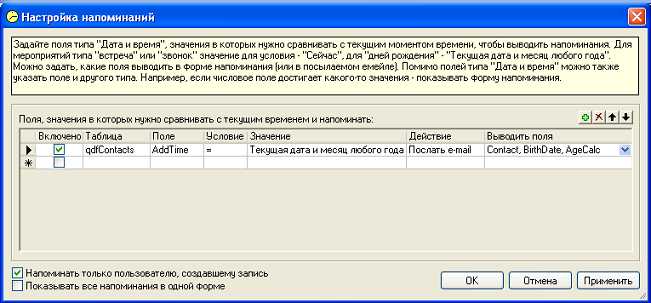 Настройка напоминаний
Задайте поля типа "Дата и время", значения в которых нужно сравнивать с текущим моментом времени, чтобы выводить напоминания. Для
мероприятий типа "встреча" или "звонок" значение для условия - "Сейчас", для "дней рождения" - "Текущая дата и месяц любого года".
Можно задать, какие поля выводить в форме напоминания (или в посылаемом емейле). Помимо полей типа "Дата и время" можно также
указать поле и другого типа. Например, если числовое поле достигает какого-то значения - показывать форму напоминания.
Поля, значения в которых нужно сравнивать с текущим временем и напоминать:
Включено Таблица Поле Условие Значение Действие Выводить поля
qdfContacts AddTime = Текущая дата и месяц любого года Послать e-mail Contact, BirthDate, AgeCalc
Напоминать только пользователю, создавшему запись
Показывать все напоминания в одной форме
OK Отмена Применить